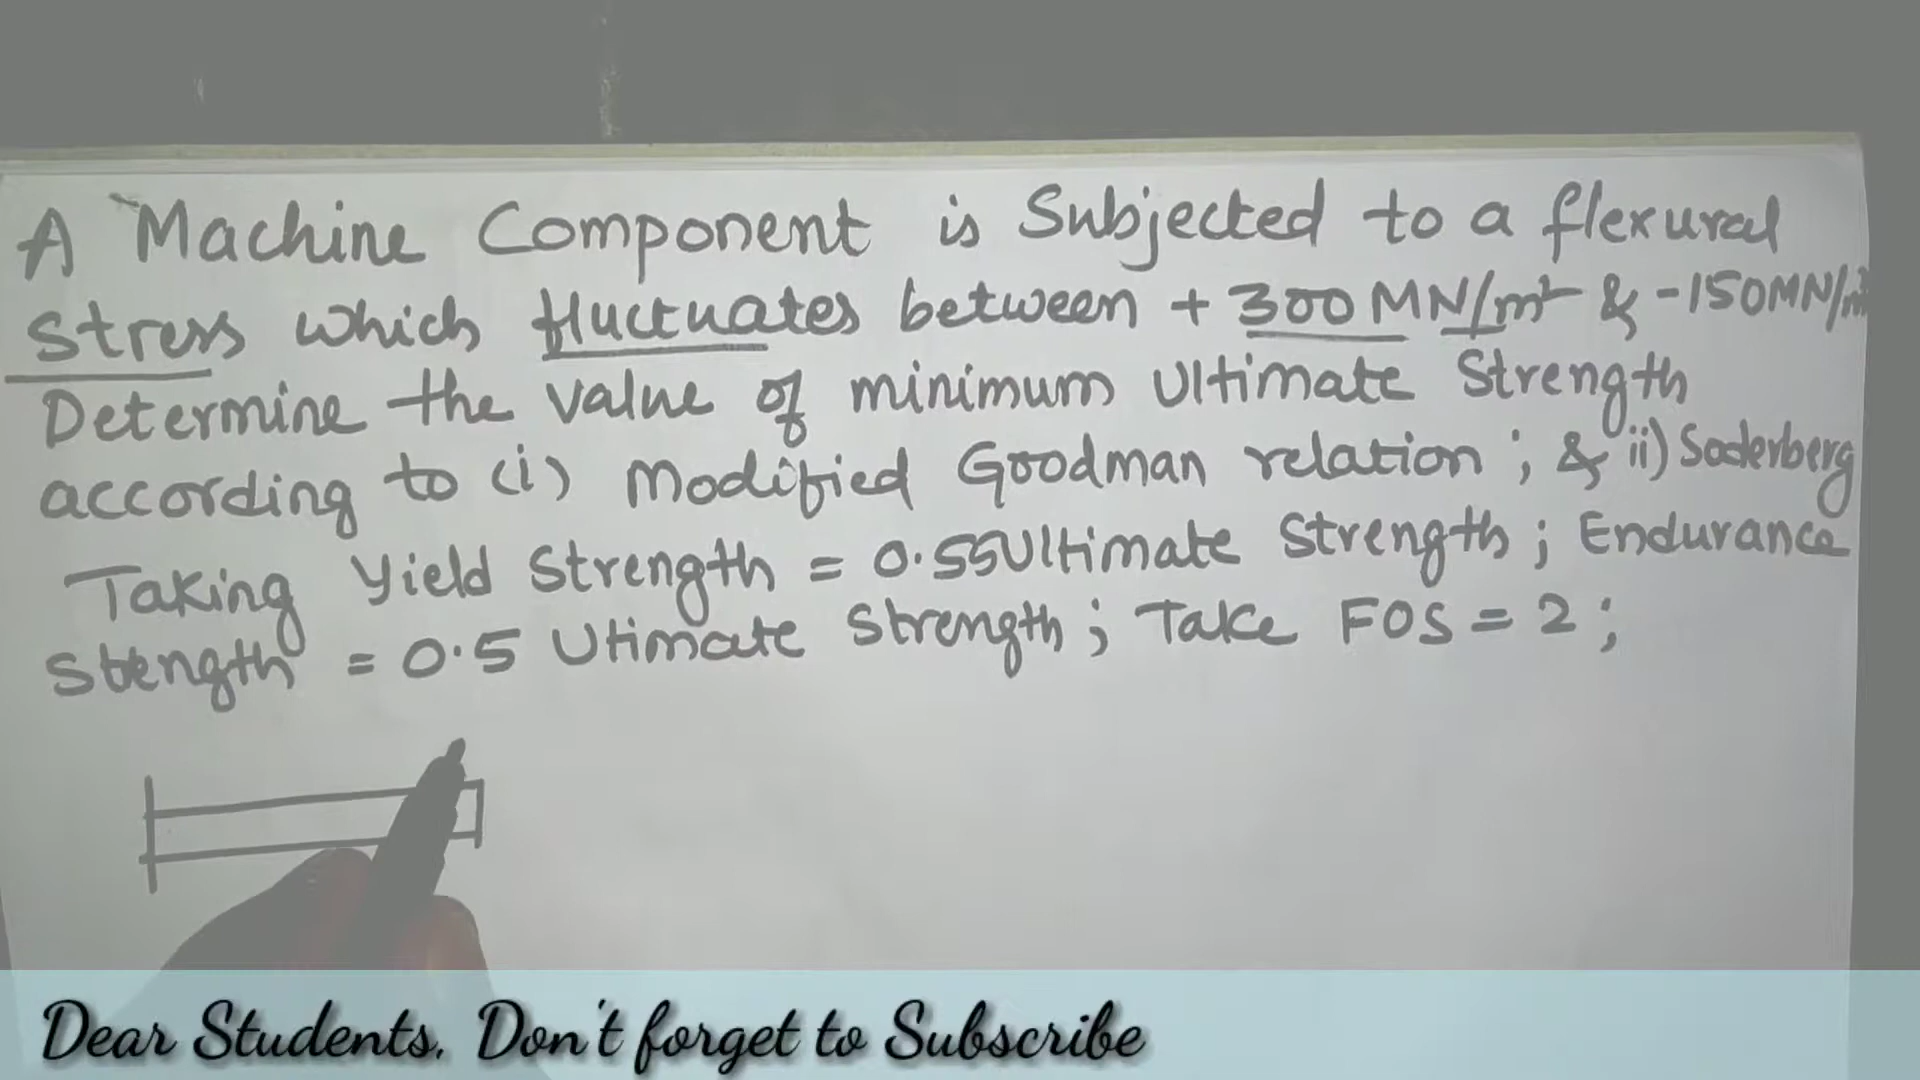 A Machine Component is Subjected to a flexural
Stress which fluctuates between + 300 MN/m² & -150MN/m²
Determine the value of minimum Ultimate Strength
according to (i) Modified Goodman relation ; & ii) Soderberg
Taking Yield Strength = 0.55Ultimate Strength ; Endurance
Strength = 0.5 Utimate Strength ; Take FOS = 2 ;
Dear Students, Don't forget to Subscribe